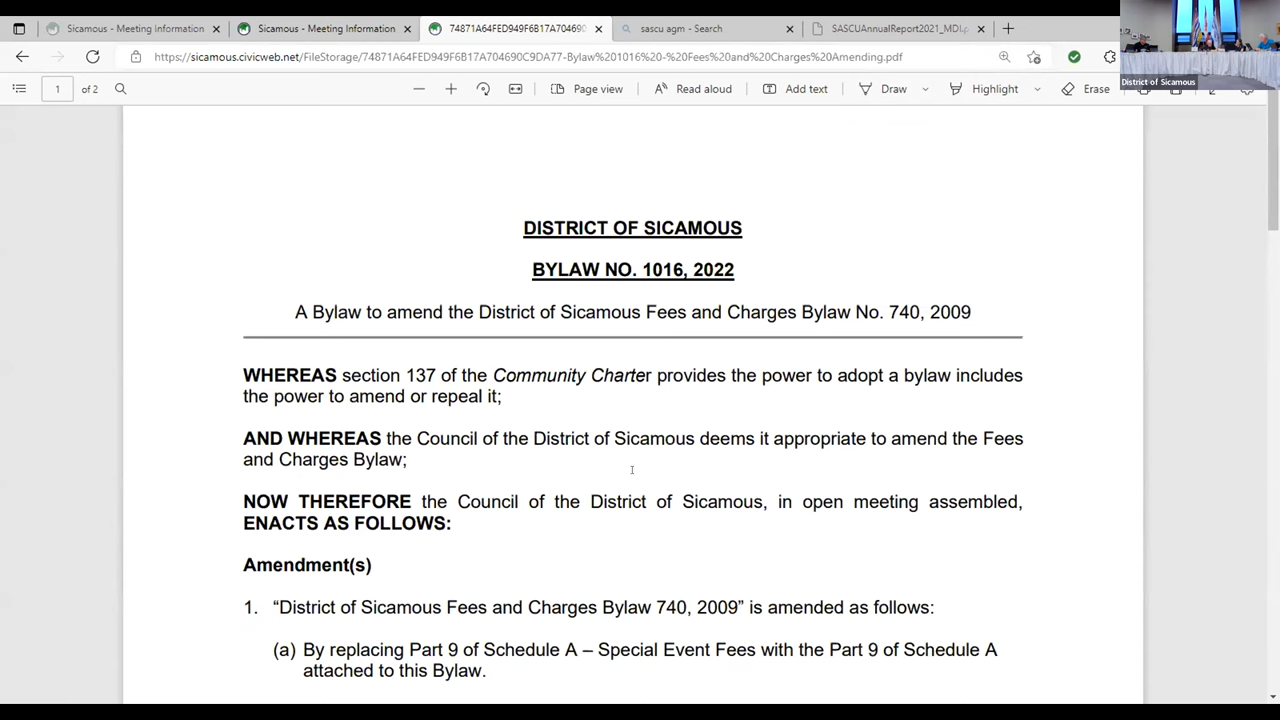 Sicamous - Meeting Information
Sicamous - Meeting Information
74871A64FED949F6B17A704690
sascu agm - Search
SASCUAnnualReport2021_MDI.p
https://sicamous.civicweb.net/FileStorage/74871A64FED949F6B17A704690C9DA77-Bylaw%201016%20-%20Fees%20and%20Charges%20Amending.pdf
District of Sicamous
1 of 2
Page view
Read aloud
Add text
Draw
Highlight
Erase
DISTRICT OF SICAMOUS
BYLAW NO. 1016, 2022
A Bylaw to amend the District of Sicamous Fees and Charges Bylaw No. 740, 2009
WHEREAS section 137 of the Community Charter provides the power to adopt a bylaw includes
the power to amend or repeal it;
AND WHEREAS the Council of the District of Sicamous deems it appropriate to amend the Fees
and Charges Bylaw;
NOW THEREFORE the Council of the District of Sicamous, in open meeting assembled,
ENACTS AS FOLLOWS:
Amendment(s)
1. “District of Sicamous Fees and Charges Bylaw 740, 2009” is amended as follows:
(a) By replacing Part 9 of Schedule A – Special Event Fees with the Part 9 of Schedule A
attached to this Bylaw.